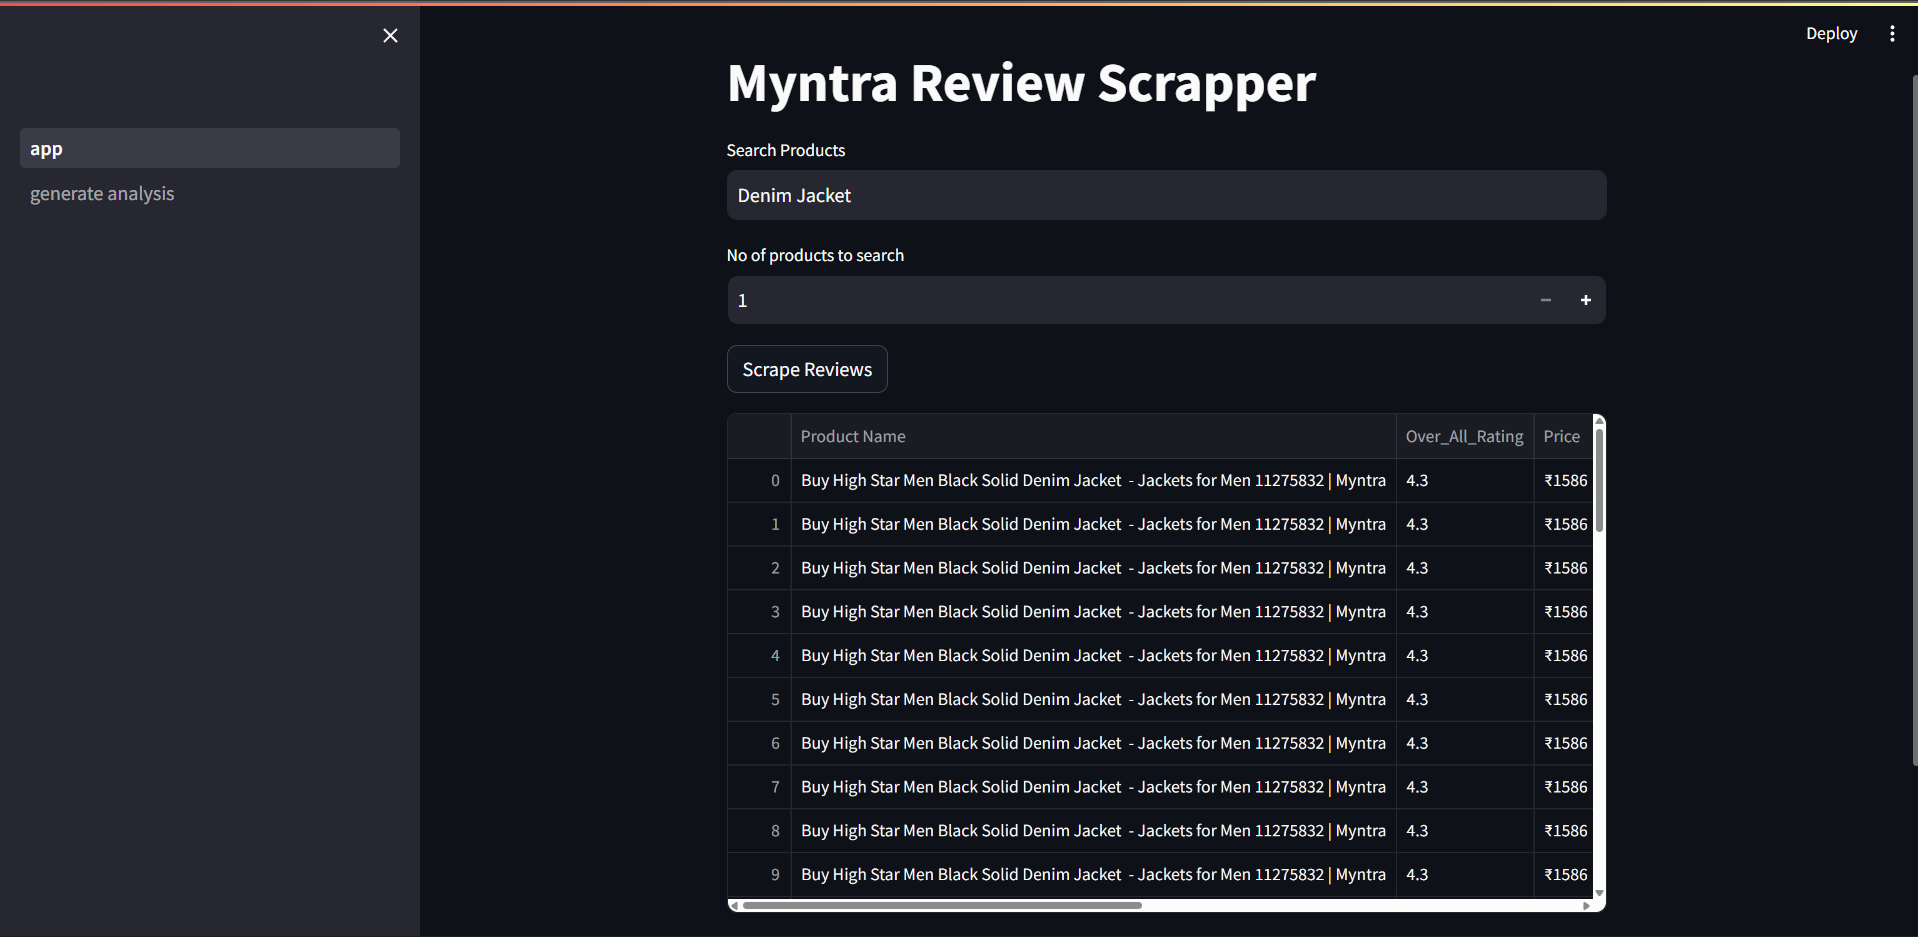 Deploy
app
generate analysis
Myntra Review Scrapper
Search Products
Denim Jacket
No of products to search
1
Scrape Reviews
Product Name Over_All_Rating Price
0 Buy High Star Men Black Solid Denim Jacket - Jackets for Men 11275832 | Myntra 4.3 ₹1586
1 Buy High Star Men Black Solid Denim Jacket - Jackets for Men 11275832 | Myntra 4.3 ₹1586
2 Buy High Star Men Black Solid Denim Jacket - Jackets for Men 11275832 | Myntra 4.3 ₹1586
3 Buy High Star Men Black Solid Denim Jacket - Jackets for Men 11275832 | Myntra 4.3 ₹1586
4 Buy High Star Men Black Solid Denim Jacket - Jackets for Men 11275832 | Myntra 4.3 ₹1586
5 Buy High Star Men Black Solid Denim Jacket - Jackets for Men 11275832 | Myntra 4.3 ₹1586
6 Buy High Star Men Black Solid Denim Jacket - Jackets for Men 11275832 | Myntra 4.3 ₹1586
7 Buy High Star Men Black Solid Denim Jacket - Jackets for Men 11275832 | Myntra 4.3 ₹1586
8 Buy High Star Men Black Solid Denim Jacket - Jackets for Men 11275832 | Myntra 4.3 ₹1586
9 Buy High Star Men Black Solid Denim Jacket - Jackets for Men 11275832 | Myntra 4.3 ₹1586